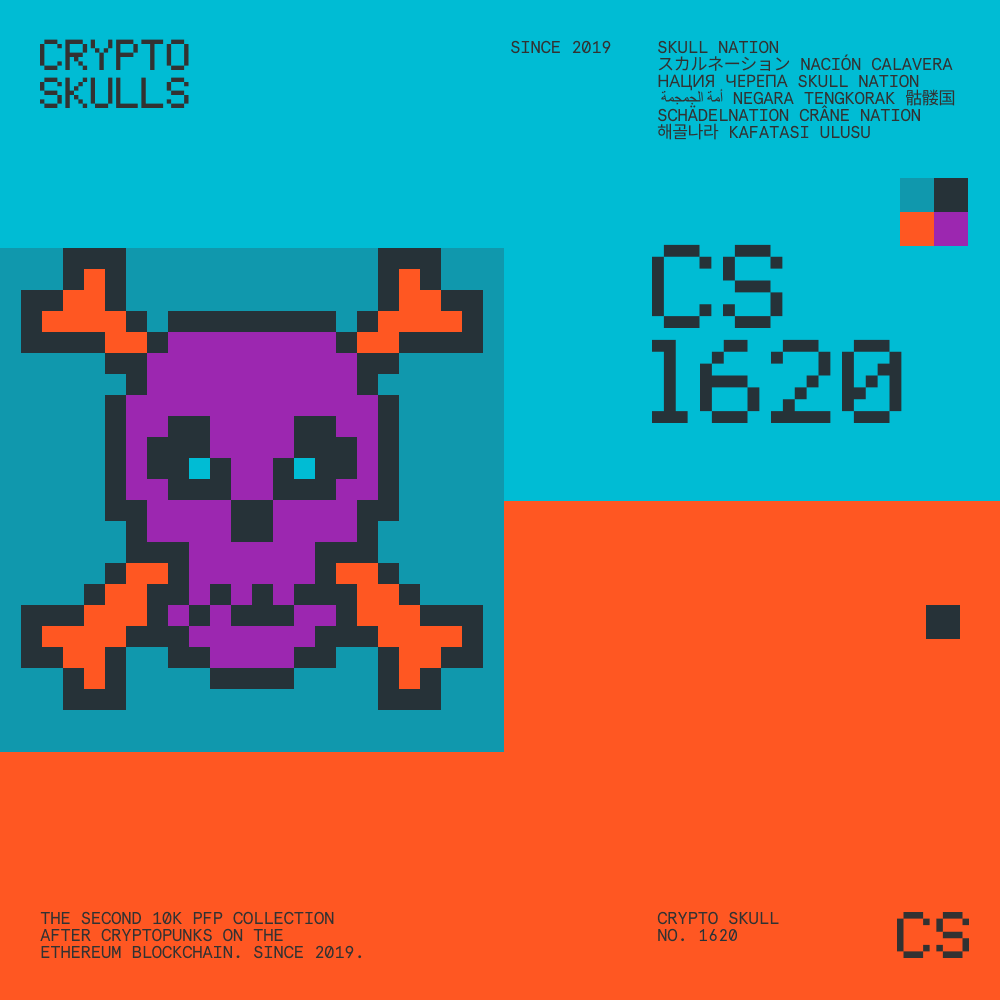 CRYPTO
SKULLS
SINCE 2019
SKULL NATION
スカルネーション NACIÓN CALAVERA
НАЦИЯ ЧЕРЕПА SKULL NATION
أمة الجمجمة NEGARA TENGKORAK 骷髅国
SCHÄDELNATION CRÂNE NATION
해골나라 KAFATASI ULUSU
CS
1620
THE SECOND 10K PFP COLLECTION
AFTER CRYPTOPUNKS ON THE
ETHEREUM BLOCKCHAIN. SINCE 2019.
CRYPTO SKULL
NO. 1620
CS